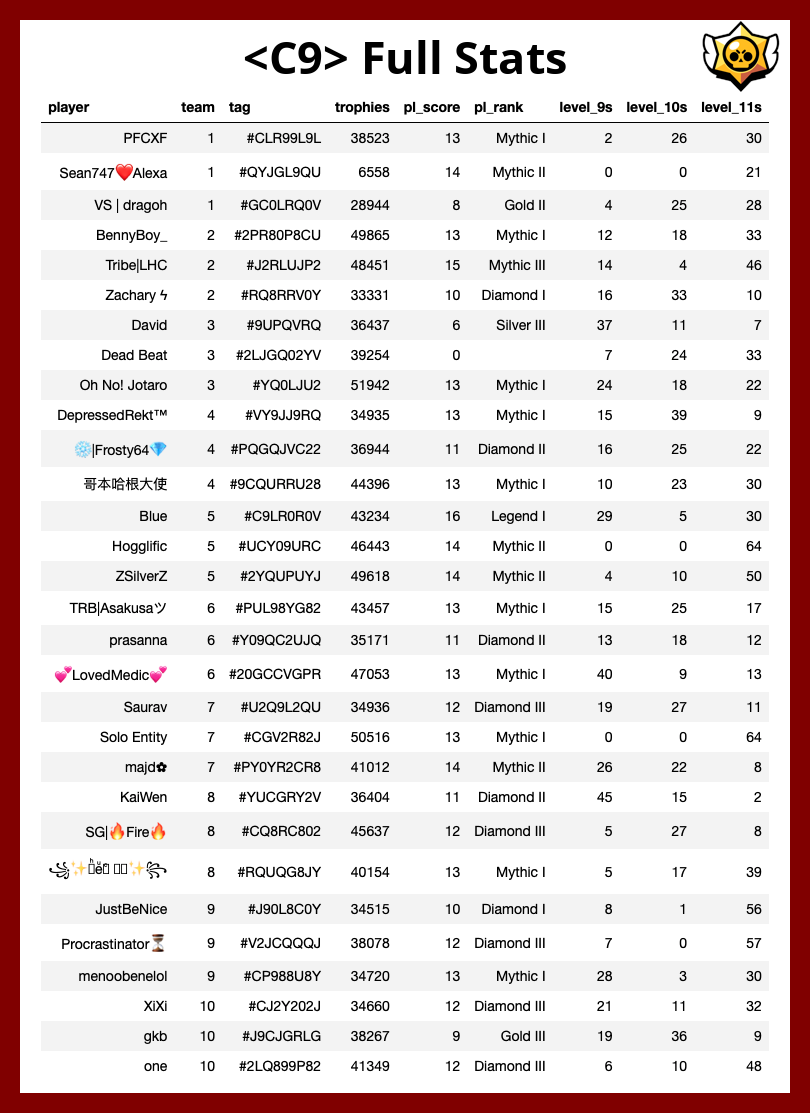 <C9> Full Stats
player team tag trophies pl_score pl_rank level_9s level_10s level_11s
PFCXF 1 #CLR99L9L 38523 13 Mythic I 2 26 30
Sean747❤️Alexa 1 #QYJGL9QU 6558 14 Mythic II 0 0 21
VS | dragoh 1 #GC0LRQ0V 28944 8 Gold II 4 25 28
BennyBoy_ 2 #2PR80P8CU 49865 13 Mythic I 12 18 33
Tribe|LHC 2 #J2RLUJP2 48451 15 Mythic III 14 4 46
Zachary ϟ 2 #RQ8RRV0Y 33331 10 Diamond I 16 33 10
David 3 #9UPQVRQ 36437 6 Silver III 37 11 7
Dead Beat 3 #2LJGQ02YV 39254 0 7 24 33
Oh No! Jotaro 3 #YQ0LJU2 51942 13 Mythic I 24 18 22
DepressedRekt™ 4 #VY9JJ9RQ 34935 13 Mythic I 15 39 9
❄️|Frosty64💎 4 #PQGQJVC22 36944 11 Diamond II 16 25 22
哥本哈根大使 4 #9CQURRU28 44396 13 Mythic I 10 23 30
Blue 5 #C9LR0R0V 43234 16 Legend I 29 5 30
Hogglific 5 #UCY09URC 46443 14 Mythic II 0 0 64
ZSilverZ 5 #2YQUPUYJ 49618 14 Mythic II 4 10 50
TRB|Asakusaツ 6 #PUL98YG82 43457 13 Mythic I 15 25 17
prasanna 6 #Y09QC2UJQ 35171 11 Diamond II 13 18 12
💕LovedMedic💕 6 #20GCCVGPR 47053 13 Mythic I 40 9 13
Saurav 7 #U2Q9L2QU 34936 12 Diamond III 19 27 11
Solo Entity 7 #CGV2R82J 50516 13 Mythic I 0 0 64
majd✿ 7 #PY0YR2CR8 41012 14 Mythic II 26 22 8
KaiWen 8 #YUCGRY2V 36404 11 Diamond II 45 15 2
SG|🔥Fire🔥 8 #CQ8RC802 45637 12 Diamond III 5 27 8
8 #RQUQG8JY 40154 13 Mythic I 5 17 39
JustBeNice 9 #J90L8C0Y 34515 10 Diamond I 8 1 56
Procrastinator⏳ 9 #V2JCQQQJ 38078 12 Diamond III 7 0 57
menoobenelol 9 #CP988U8Y 34720 13 Mythic I 28 3 30
XiXi 10 #CJ2Y202J 34660 12 Diamond III 21 11 32
gkb 10 #J9CJGRLG 38267 9 Gold III 19 36 9
one 10 #2LQ899P82 41349 12 Diamond III 6 10 48